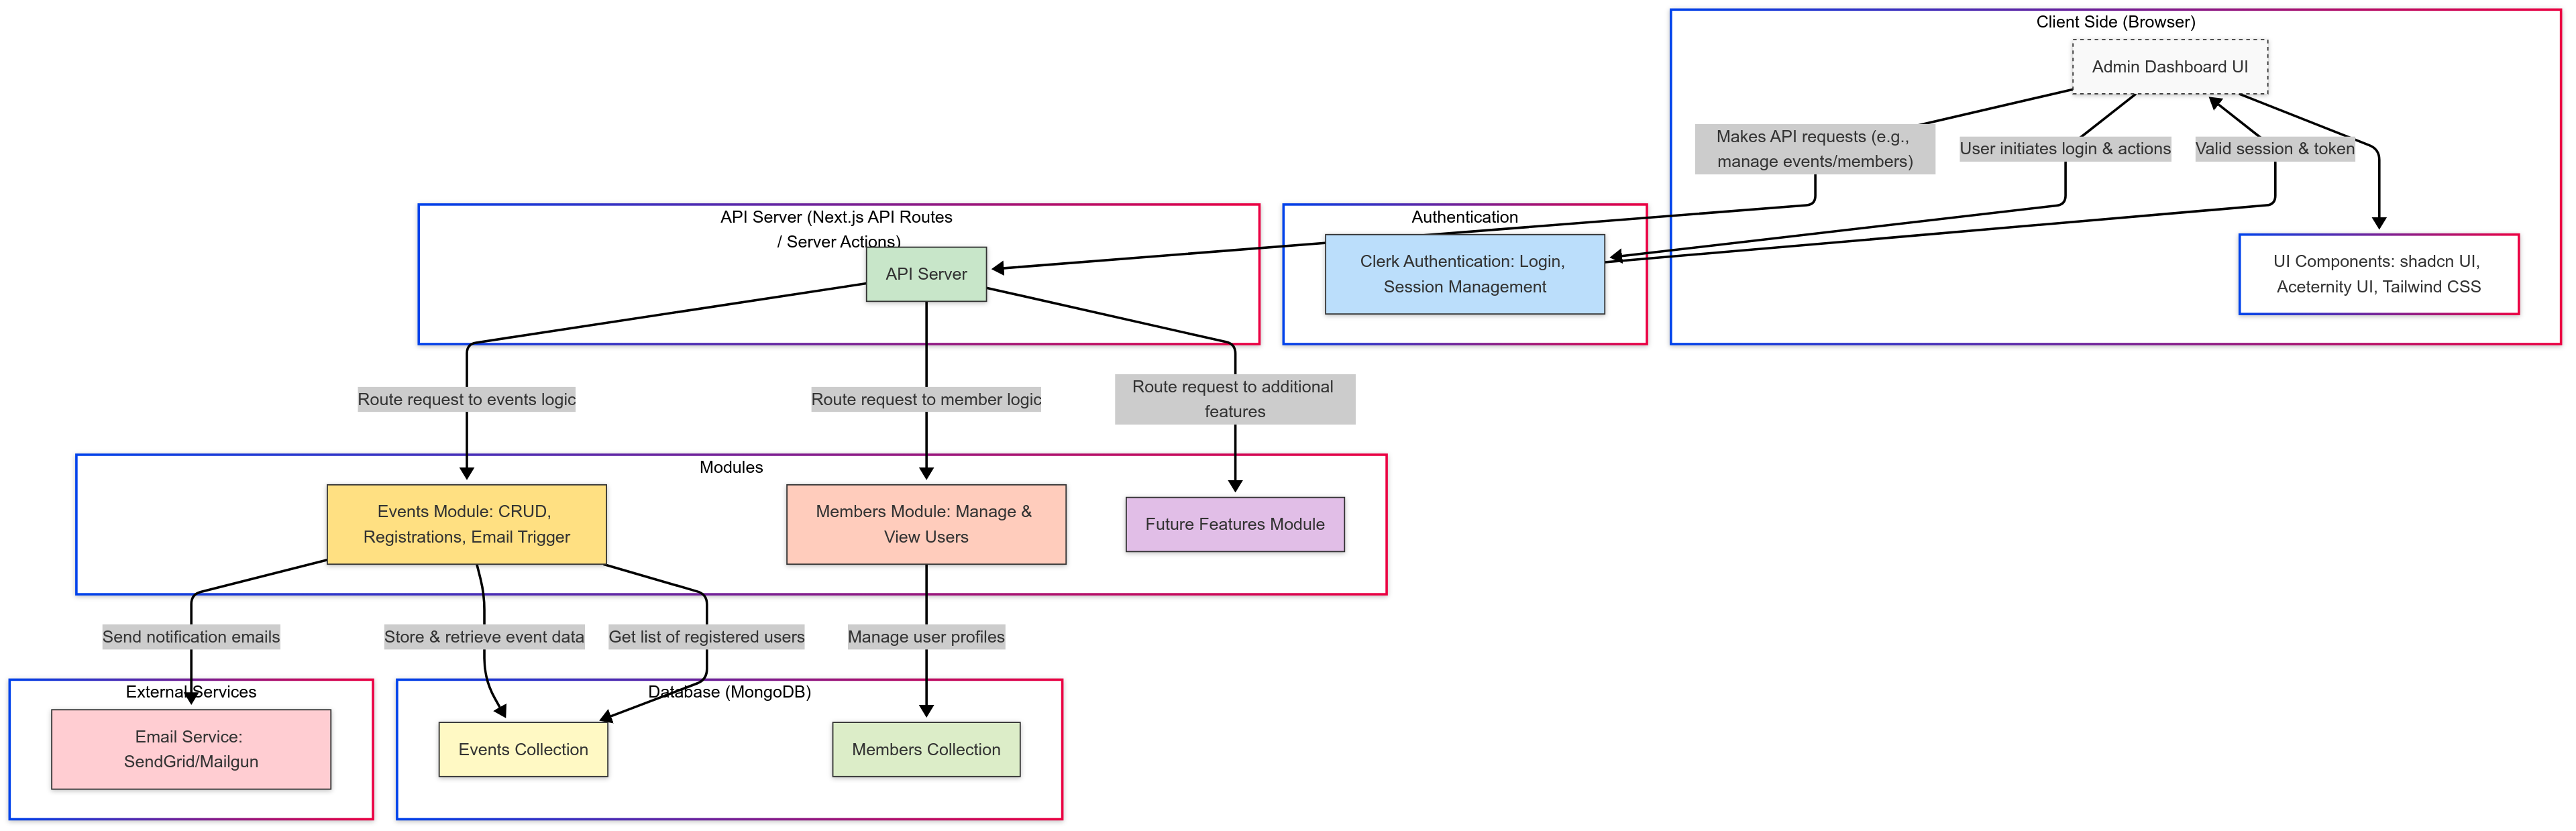 Client Side (Browser)
Admin Dashboard UI
Makes API requests (e.g.,
manage events/members)
User initiates login & actions
Valid session & token
API Server (Next.js API Routes
/ Server Actions)
API Server
Authentication
Clerk Authentication: Login,
Session Management
UI Components: shadcn UI,
Aceternity UI, Tailwind CSS
Route request to events logic
Route request to member logic
Route request to additional
features
Modules
Events Module: CRUD,
Registrations, Email Trigger
Members Module: Manage &
View Users
Future Features Module
Send notification emails
Store & retrieve event data
Get list of registered users
Manage user profiles
External Services
Email Service:
SendGrid/Mailgun
Database (MongoDB)
Events Collection
Members Collection